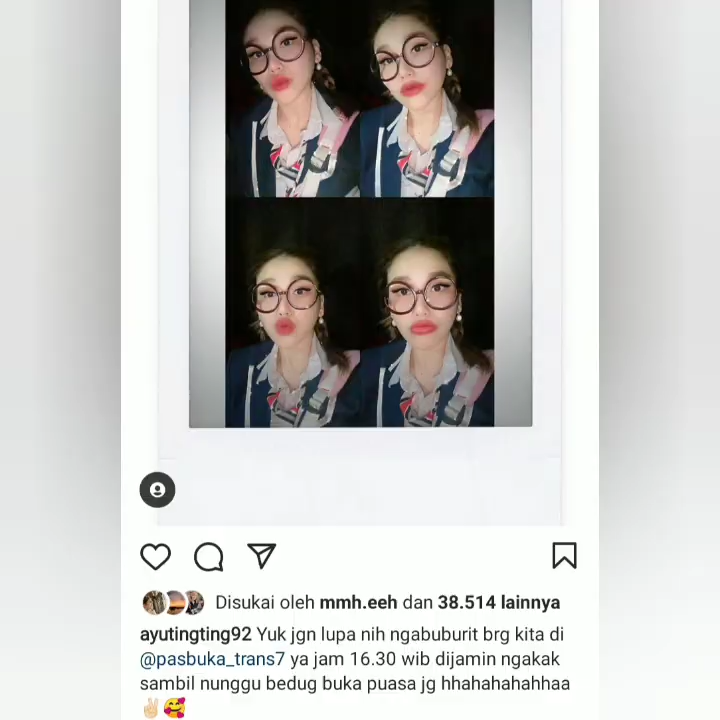 Disukai oleh mmh.eeh dan 38.514 lainnya
ayutingting92 Yuk jgn lupa nih ngabuburit brg kita di
@pasbuka_trans7 ya jam 16.30 wib dijamin ngakak
sambil nunggu bedug buka puasa jg hhahahahahhaa
✌🏻🥰